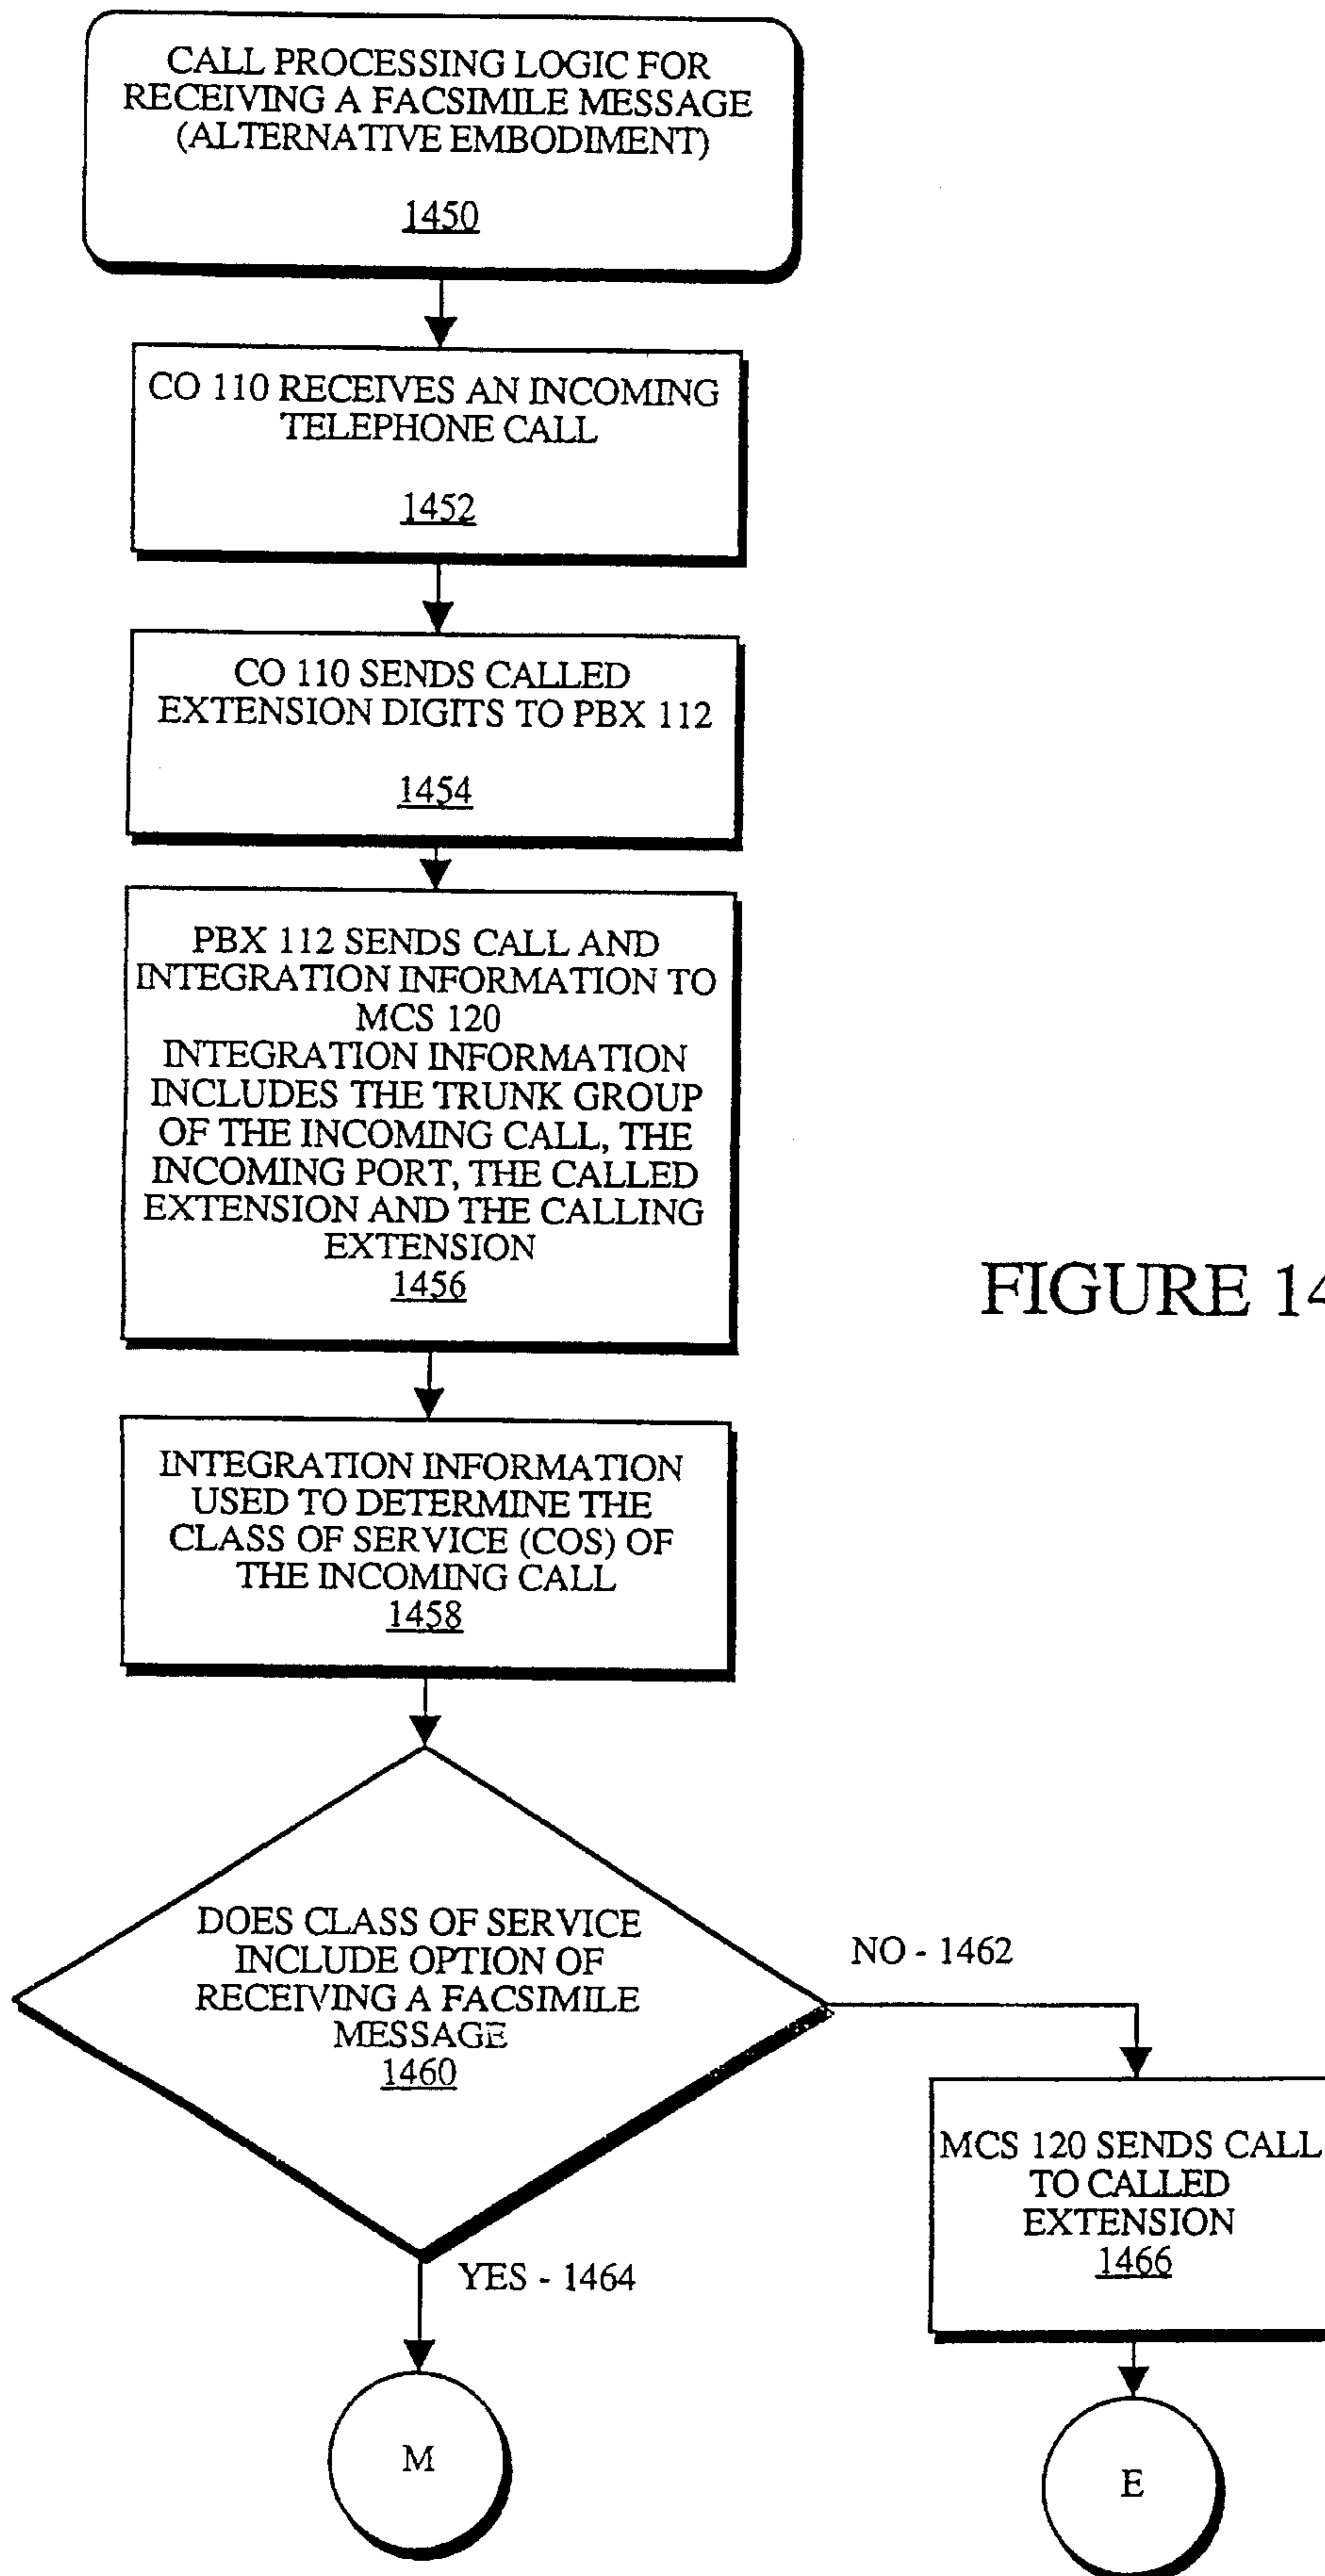 CALL PROCESSING LOGIC FOR
RECEIVING A FACSIMILE MESSAGE
(ALTERNATIVE EMBODIMENT)
1450
CO 110 RECEIVES AN INCOMING
TELEPHONE CALL
1452
CO 110 SENDS CALLED
EXTENSION DIGITS TO PBX 112
1454
PBX 112 SENDS CALL AND
INTEGRATION INFORMATION TO
MCS 120
INTEGRATION INFORMATION
INCLUDES THE TRUNK GROUP
OF THE INCOMING CALL, THE
INCOMING PORT, THE CALLED
EXTENSION AND THE CALLING
EXTENSION
1456
FIGURE 14
INTEGRATION INFORMATION
USED TO DETERMINE THE
CLASS OF SERVICE (COS) OF
THE INCOMING CALL
1458
DOES CLASS OF SERVICE
INCLUDE OPTION OF
RECEIVING A FACSIMILE
MESSAGE
1460
NO - 1462
MCS 120 SENDS CALL
TO CALLED
EXTENSION
1466
YES - 1464
M
E